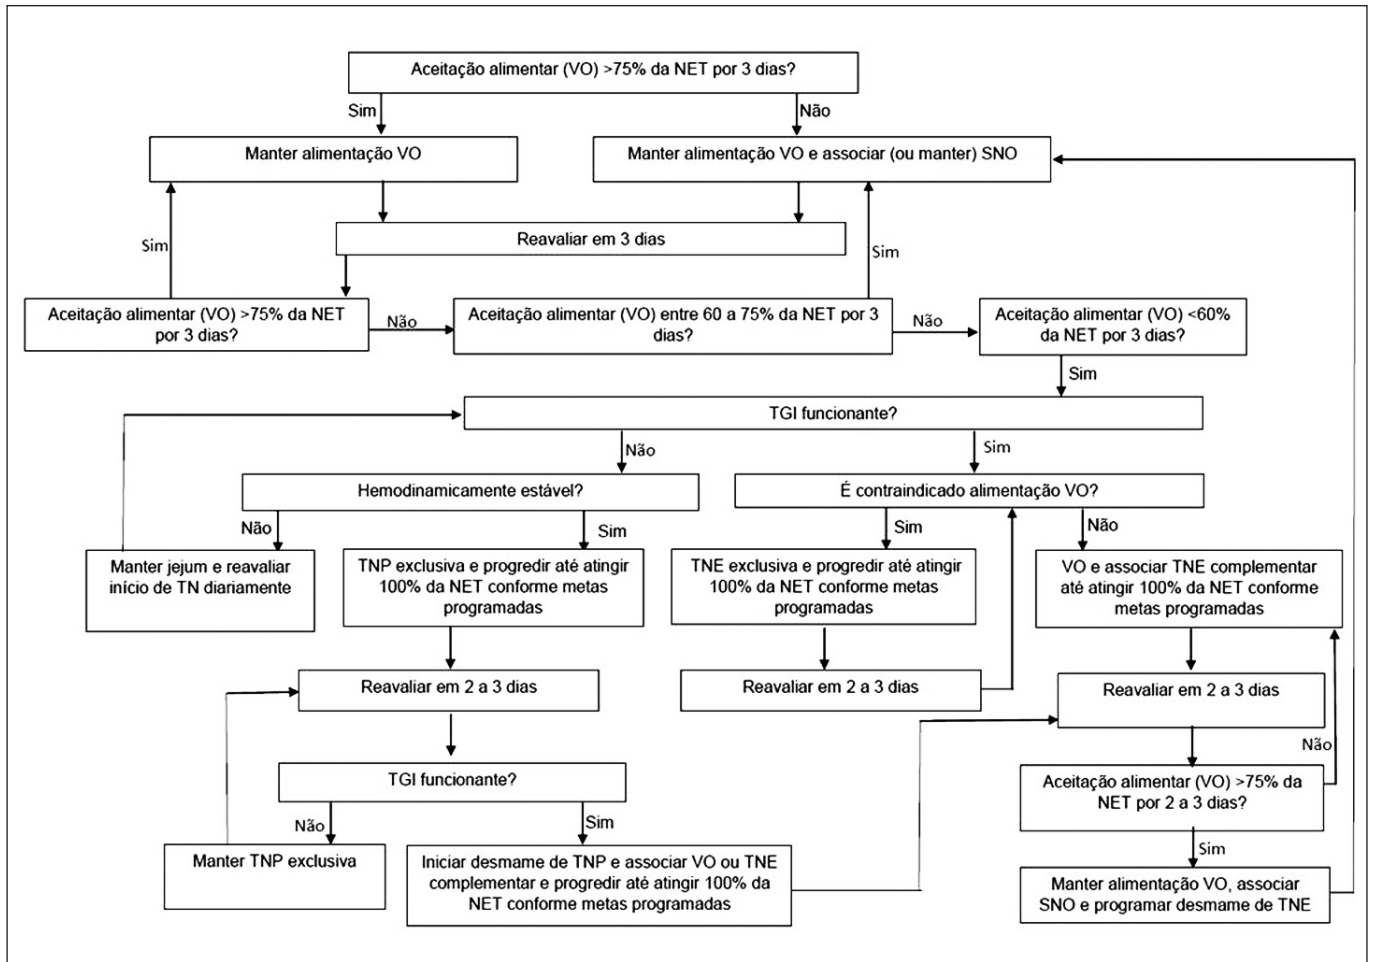 Aceitação alimentar (VO) >75% da NET por 3 dias?
Sim
Não
Manter alimentação VO
Manter alimentação VO e associar (ou manter) SNO
Reavaliar em 3 dias
Sim
Sim
Aceitação alimentar (VO) >75% da NET
por 3 dias?
Não
Aceitação alimentar (VO) entre 60 a 75% da NET por 3
dias?
Não
Aceitação alimentar (VO) <60%
da NET por 3 dias?
Sim
TGI funcionante?
Não
Sim
Hemodinamicamente estável?
É contraindicado alimentação VO?
Não
Sim
Sim
Não
Manter jejum e reavaliar
início de TN diariamente
TNP exclusiva e progredir até atingir
100% da NET conforme metas
programadas
TNE exclusiva e progredir até atingir
100% da NET conforme metas
programadas
VO e associar TNE complementar
até atingir 100% da NET conforme
metas programadas
Reavaliar em 2 a 3 dias
Reavaliar em 2 a 3 dias
Reavaliar em 2 a 3 dias
Não
TGI funcionante?
Aceitação alimentar (VO) >75% da
NET por 2 a 3 dias?
Não
Sim
Sim
Manter TNP exclusiva
Iniciar desmame de TNP e associar VO ou TNE
complementar e progredir até atingir 100% da
NET conforme metas programadas
Manter alimentação VO, associar
SNO e programar desmame de TNE